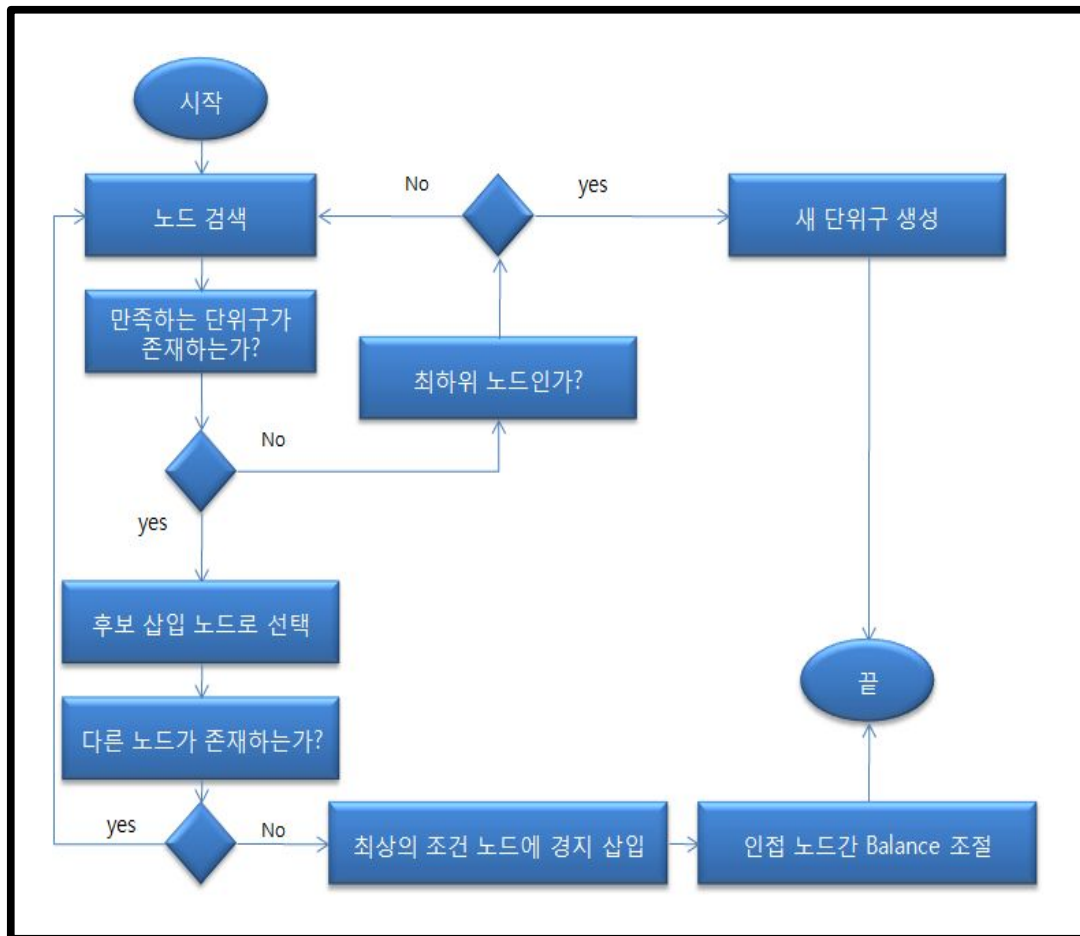 시작
노드 검색
No
yes
새 단위구 생성
만족하는 단위구가
존재하는가?
최하위 노드인가?
No
yes
후보 삽입 노드로 선택
끝
다른 노드가 존재하는가?
yes
No
최상의 조건 노드에 경지 삽입
인접 노드간 Balance 조절